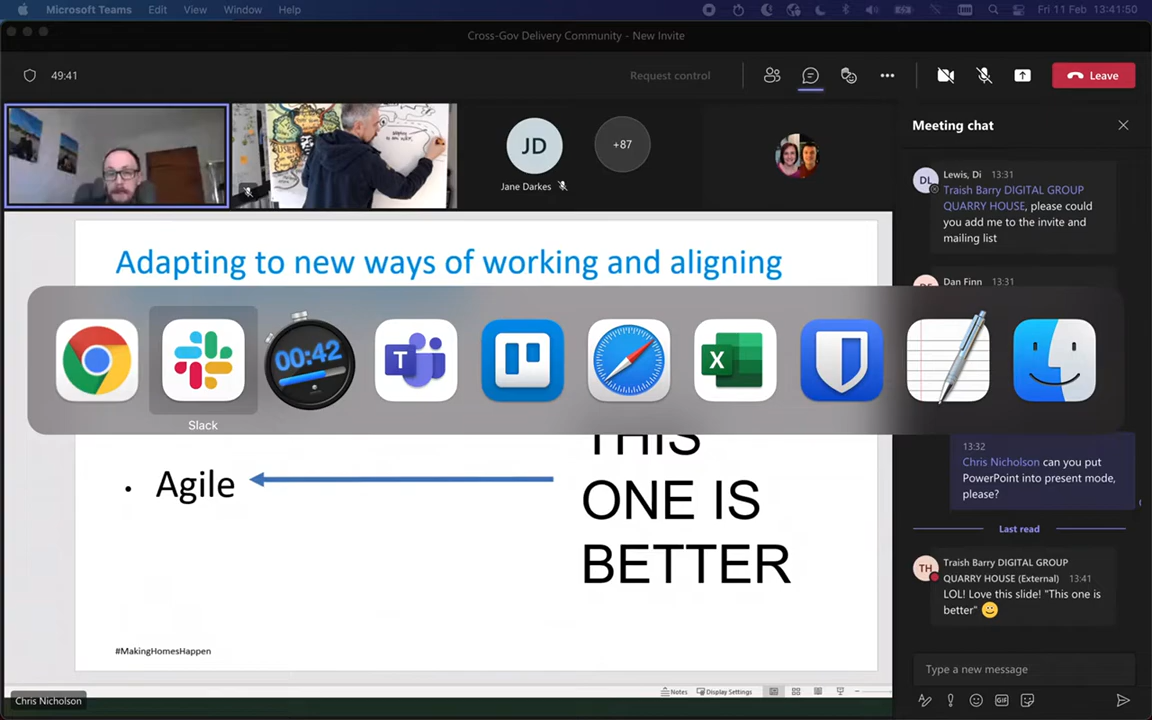 Microsoft Teams Edit View Window Help Fri 11 Feb 13:41:50
Cross-Gov Delivery Community - New Invite
49:41 Request control Leave
Meeting chat
JD
Jane Darkes
+87
Adapting to new ways of working and aligning
00:42
T
X
Slack
• Agile
THIS
ONE IS
BETTER
#MakingHomesHappen
Notes Display Settings
Chris Nicholson
DL
Lewis, Di 13:31
Traish Barry DIGITAL GROUP
QUARRY HOUSE, please could
you add me to the invite and
mailing list
Dan Finn 13:31
13:32
Chris Nicholson can you put
PowerPoint into present mode,
please?
Last read
TH
Traish Barry DIGITAL GROUP
QUARRY HOUSE (External) 13:41
LOL! Love this slide! "This one is
better"
Type a new message
GIF